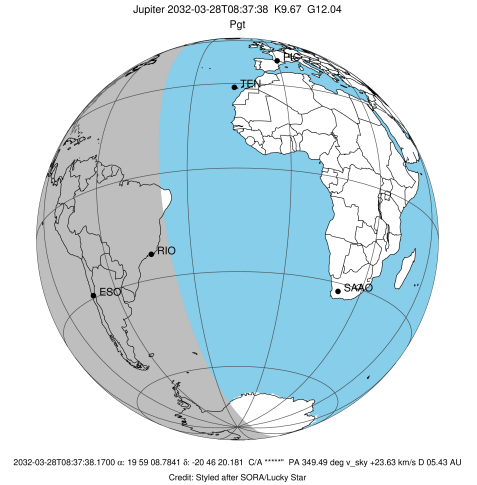 Jupiter 2032-03-28T08:37:38 K9.67 G12.04
Pgt
PIC
TEN
RIO
ESO
SAAO
2032-03-28T08:37:38.1700 α: 19 59 08.7841 δ: -20 46 20.181 C/A *****" PA 349.49 deg v_sky +23.63 km/s D 05.43 AU
Credit: Styled after SORA/Lucky Star